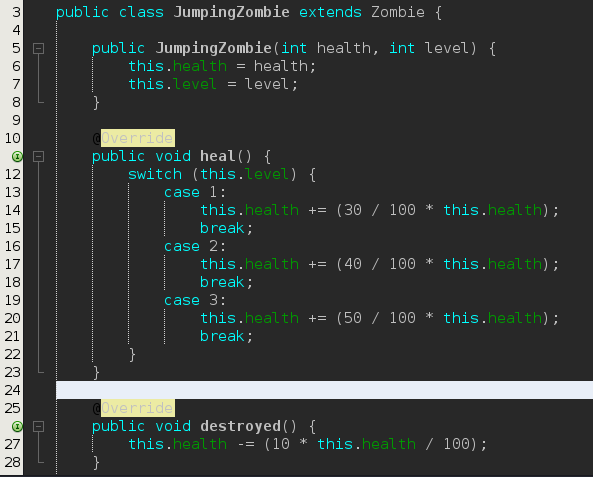 3 public class JumpingZombie extends Zombie {
4
5     public JumpingZombie(int health, int level) {
6         this.health = health;
7         this.level = level;
8     }
9
10     @Override
    public void heal() {
12         switch (this.level) {
13             case 1:
14                 this.health += (30 / 100 * this.health);
15                 break;
16             case 2:
17                 this.health += (40 / 100 * this.health);
18                 break;
19             case 3:
20                 this.health += (50 / 100 * this.health);
21                 break;
22         }
23     }
24
25     @Override
    public void destroyed() {
27         this.health -= (10 * this.health / 100);
28     }